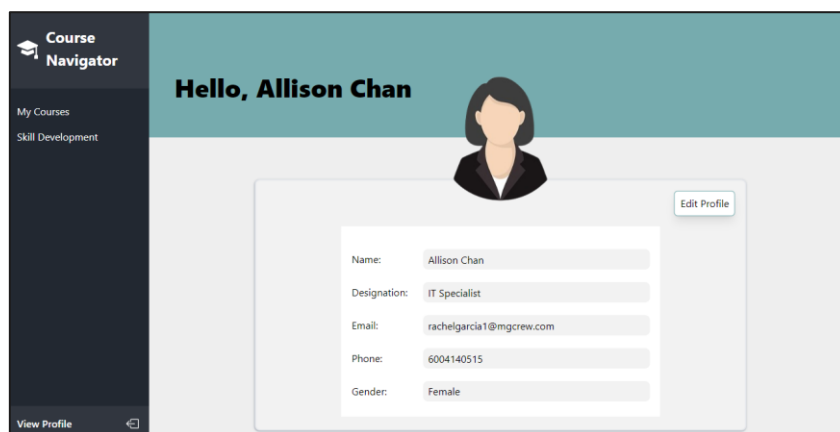 Course
Navigator
My Courses
Skill Development
View Profile
Hello, Allison Chan
Edit Profile
Name: Allison Chan
Designation: IT Specialist
Email: rachelgarcia1@mgcrew.com
Phone: 6004140515
Gender: Female